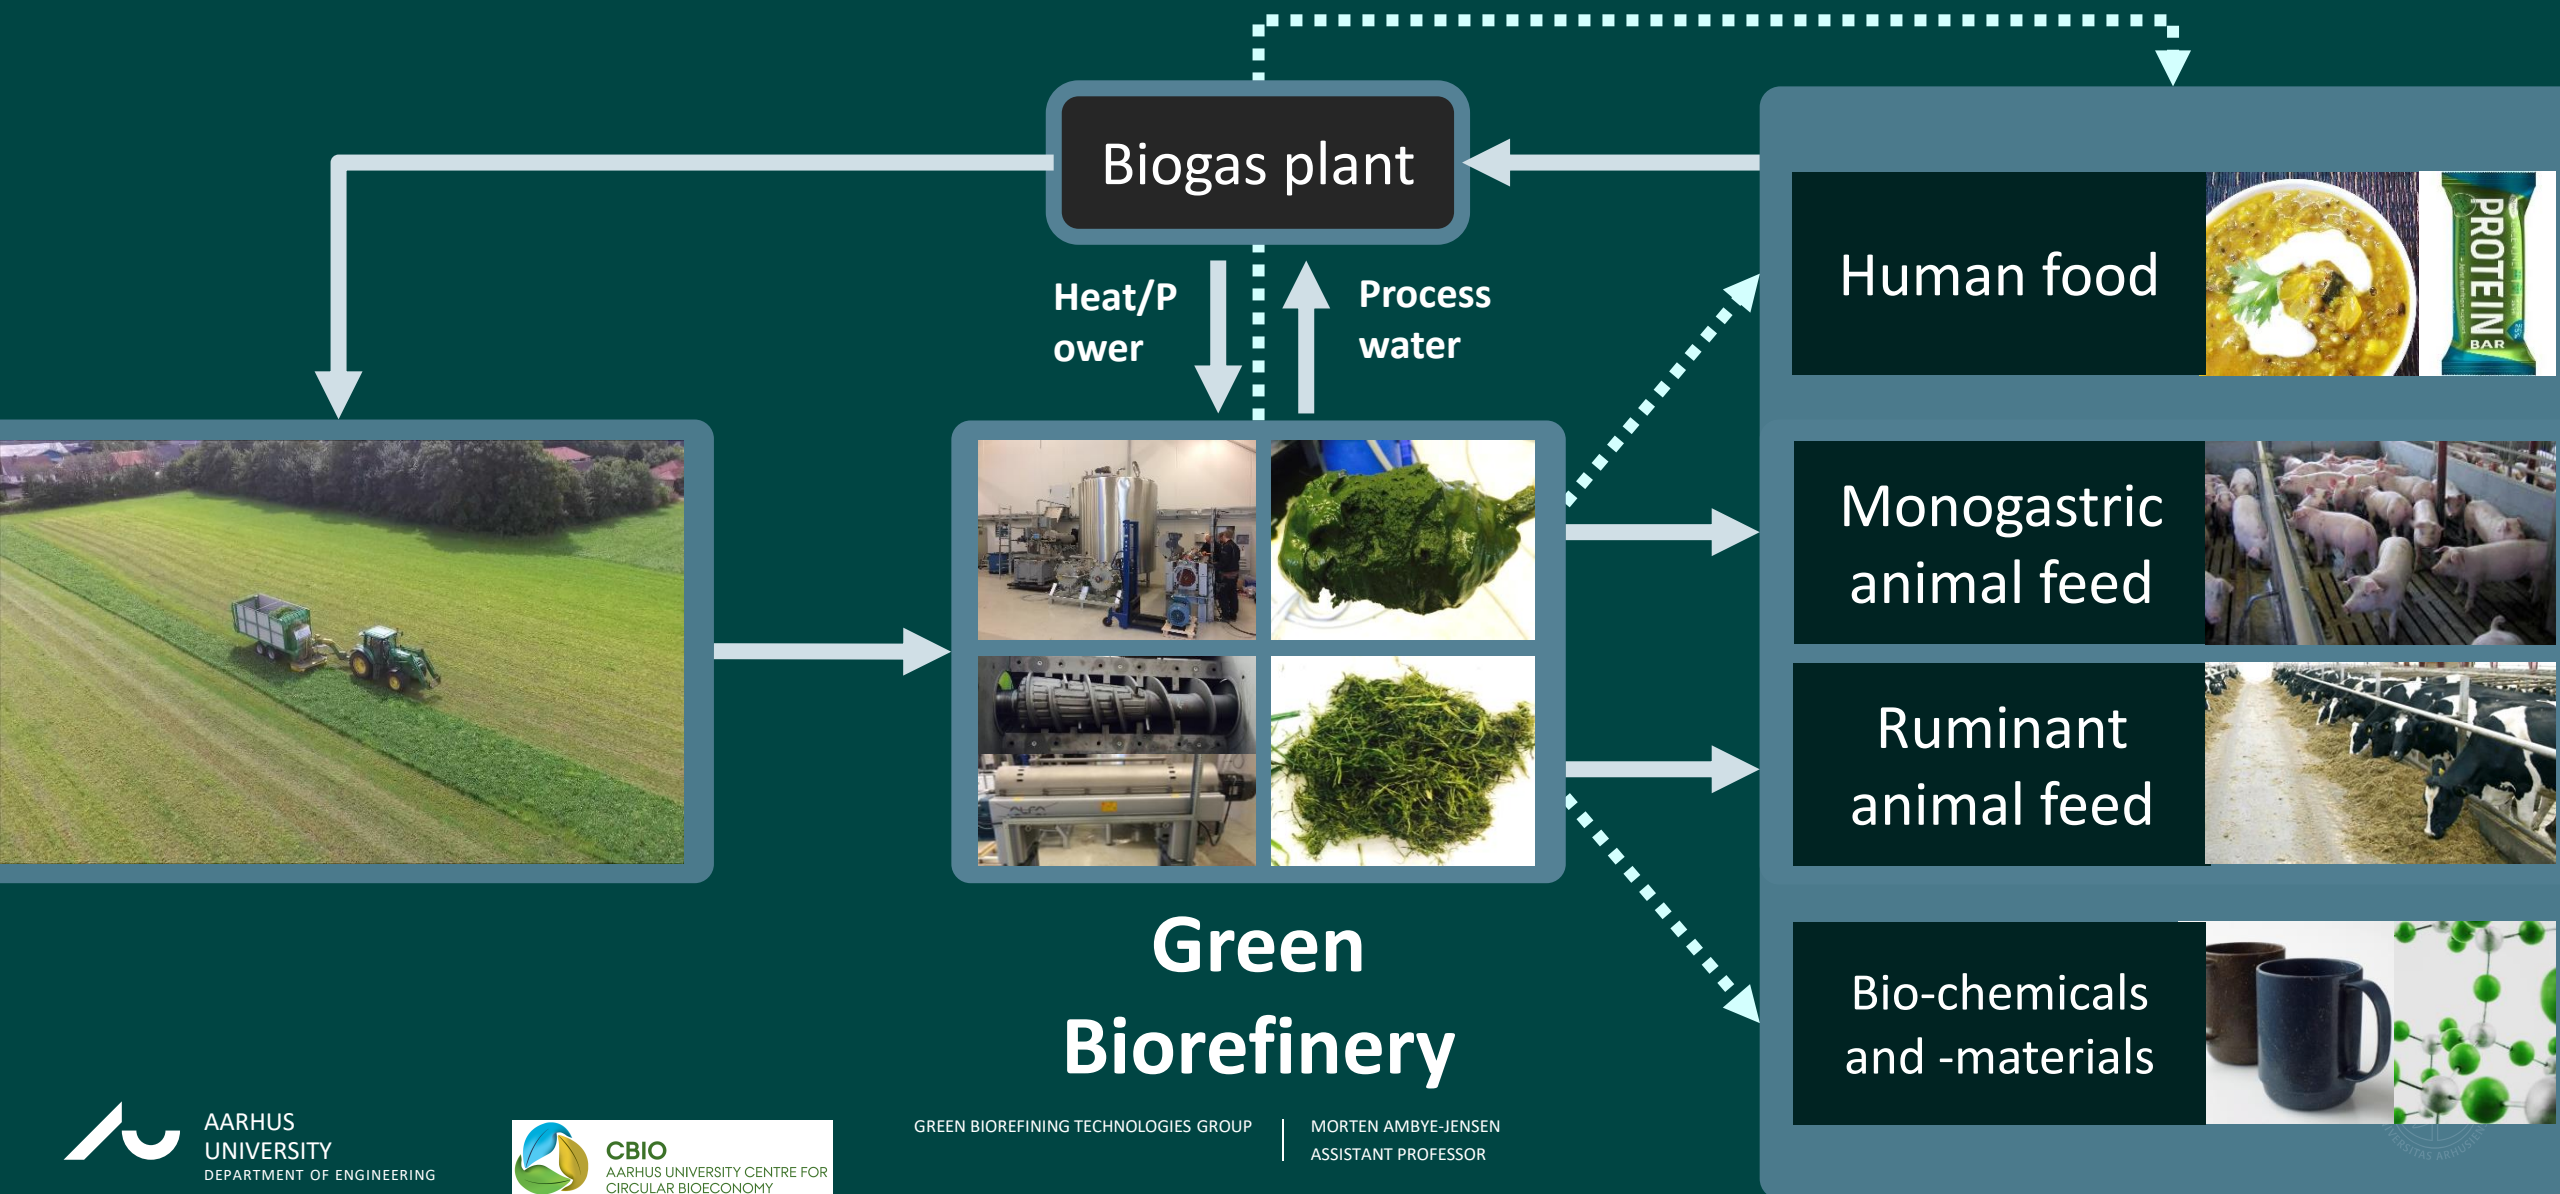 Biogas plant
Heat/P
ower
Process
water
Human food
PROTEIN
BAR
Monogastric
animal feed
Ruminant
animal feed
Bio-chemicals
and -materials
ALFA
Green
Biorefinery
AARHUS
UNIVERSITY
DEPARTMENT OF ENGINEERING
CBIO
AARHUS UNIVERSITY CENTRE FOR
CIRCULAR BIOECONOMY
GREEN BIOREFINING TECHNOLOGIES GROUP
MORTEN AMBYE-JENSEN
ASSISTANT PROFESSOR